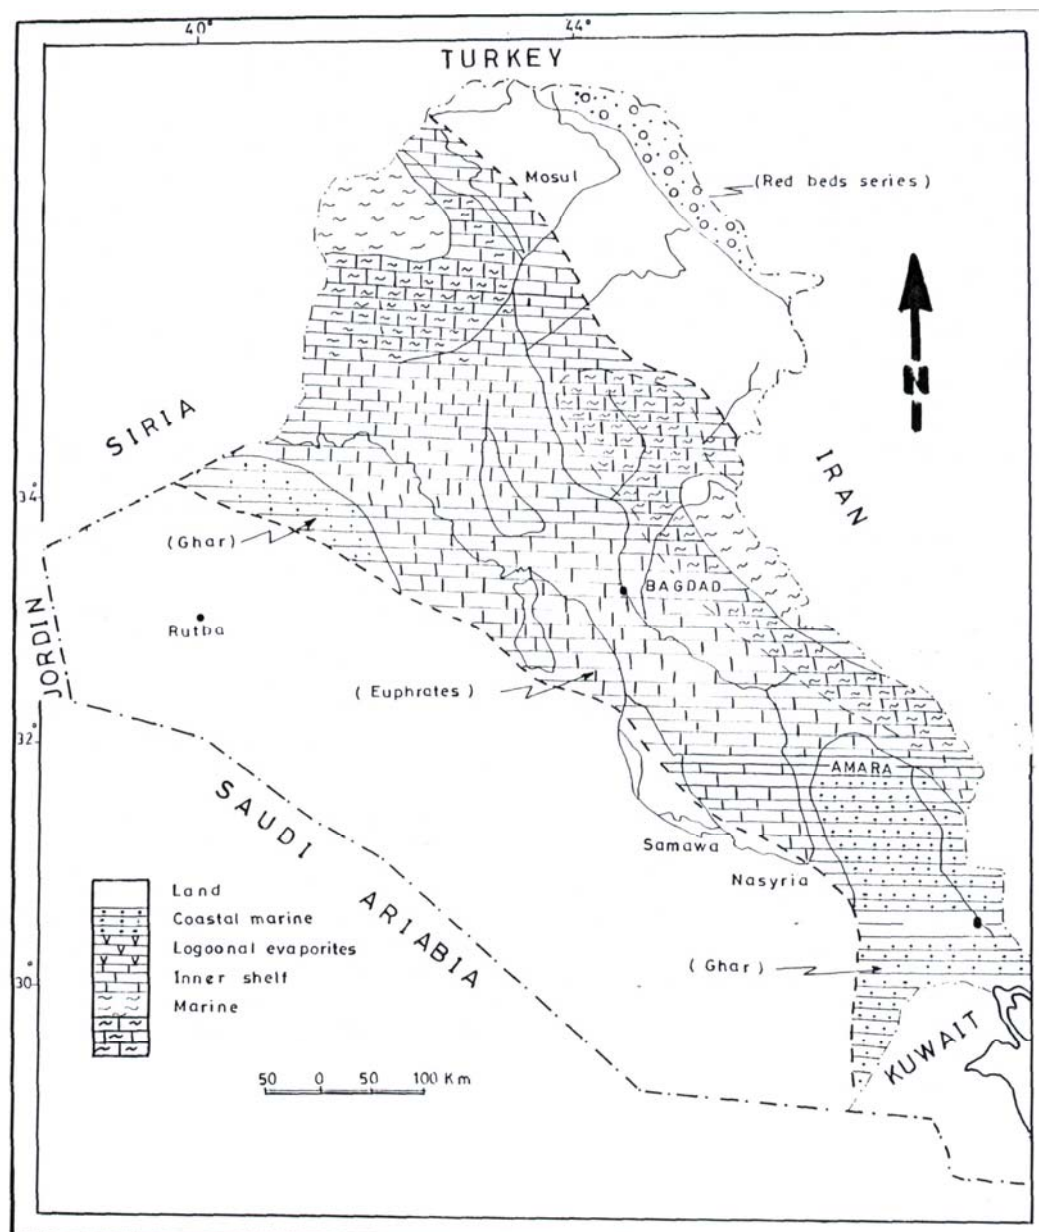 40° 44°
TURKEY
Mosul
(Red beds series)
N
SIRIA
IRAN
34°
(Ghar)
BAGDAD
JORDIN
Rutba
(Euphrates)
32°
AMARA
SAUDI ARIABIA
Samawa
Nasyria
Land
Coastal marine
Logoonal evaporites
Inner shelf
Marine
(Ghar)
30°
KUWAIT
50 0 50 100 Km